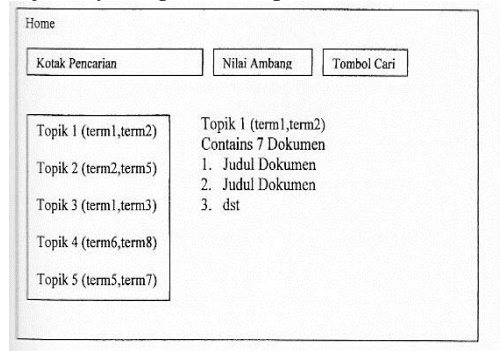 Home
Kotak Pencarian
Nilai Ambang
Tombol Cari
Topik 1 (term1,term2)
Topik 2 (term2,term5)
Topik 3 (term1,term3)
Topik 4 (term6,term8)
Topik 5 (term5,term7)
Topik 1 (term1,term2)
Contains 7 Dokumen
1. Judul Dokumen
2. Judul Dokumen
3. dst